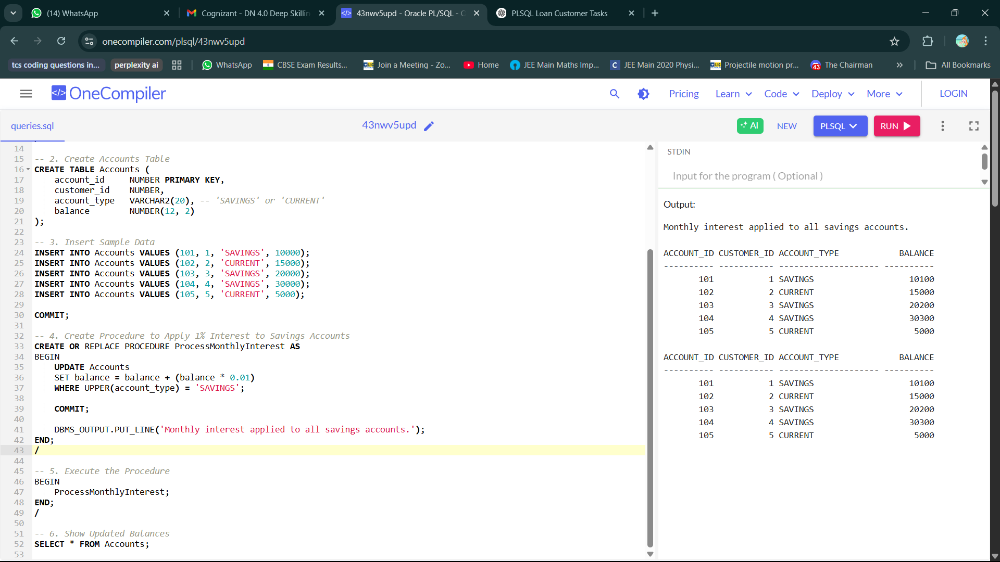 (14) WhatsApp
Cognizant - DN 4.0 Deep Skillin
43nwv5upd - Oracle PL/SQL - O
PLSQL Loan Customer Tasks
onecompiler.com/plsql/43nwv5upd
tcs coding questions in...
perplexity ai
WhatsApp
CBSE Exam Results...
Join a Meeting - Zo...
Home
JEE Main Maths Imp...
JEE Main 2020 Physi...
Projectile motion pr...
43
The Chairman
All Bookmarks
</> OneCompiler
Pricing
Learn
Code
Deploy
More
LOGIN
queries.sql
43nwv5upd
AI
NEW
PLSQL
RUN
14
15 -- 2. Create Accounts Table
16 CREATE TABLE Accounts (
17 account_id NUMBER PRIMARY KEY,
18 customer_id NUMBER,
19 account_type VARCHAR2(20), -- 'SAVINGS' or 'CURRENT'
20 balance NUMBER(12, 2)
21 );
22
23 -- 3. Insert Sample Data
24 INSERT INTO Accounts VALUES (101, 1, 'SAVINGS', 10000);
25 INSERT INTO Accounts VALUES (102, 2, 'CURRENT', 15000);
26 INSERT INTO Accounts VALUES (103, 3, 'SAVINGS', 20000);
27 INSERT INTO Accounts VALUES (104, 4, 'SAVINGS', 30000);
28 INSERT INTO Accounts VALUES (105, 5, 'CURRENT', 5000);
29
30 COMMIT;
31
32 -- 4. Create Procedure to Apply 1% Interest to Savings Accounts
33 CREATE OR REPLACE PROCEDURE ProcessMonthlyInterest AS
34 BEGIN
35 UPDATE Accounts
36 SET balance = balance + (balance * 0.01)
37 WHERE UPPER(account_type) = 'SAVINGS';
38
39 COMMIT;
40
41 DBMS_OUTPUT.PUT_LINE('Monthly interest applied to all savings accounts.');
42 END;
43 /
44
45 -- 5. Execute the Procedure
46 BEGIN
47 ProcessMonthlyInterest;
48 END;
49 /
50
51 -- 6. Show Updated Balances
52 SELECT * FROM Accounts;
53
STDIN
Input for the program ( Optional )
Output:
Monthly interest applied to all savings accounts.
ACCOUNT_ID CUSTOMER_ID ACCOUNT_TYPE BALANCE
---------- ----------- -------------------- ----------
101 1 SAVINGS 10100
102 2 CURRENT 15000
103 3 SAVINGS 20200
104 4 SAVINGS 30300
105 5 CURRENT 5000
ACCOUNT_ID CUSTOMER_ID ACCOUNT_TYPE BALANCE
---------- ----------- -------------------- ----------
101 1 SAVINGS 10100
102 2 CURRENT 15000
103 3 SAVINGS 20200
104 4 SAVINGS 30300
105 5 CURRENT 5000